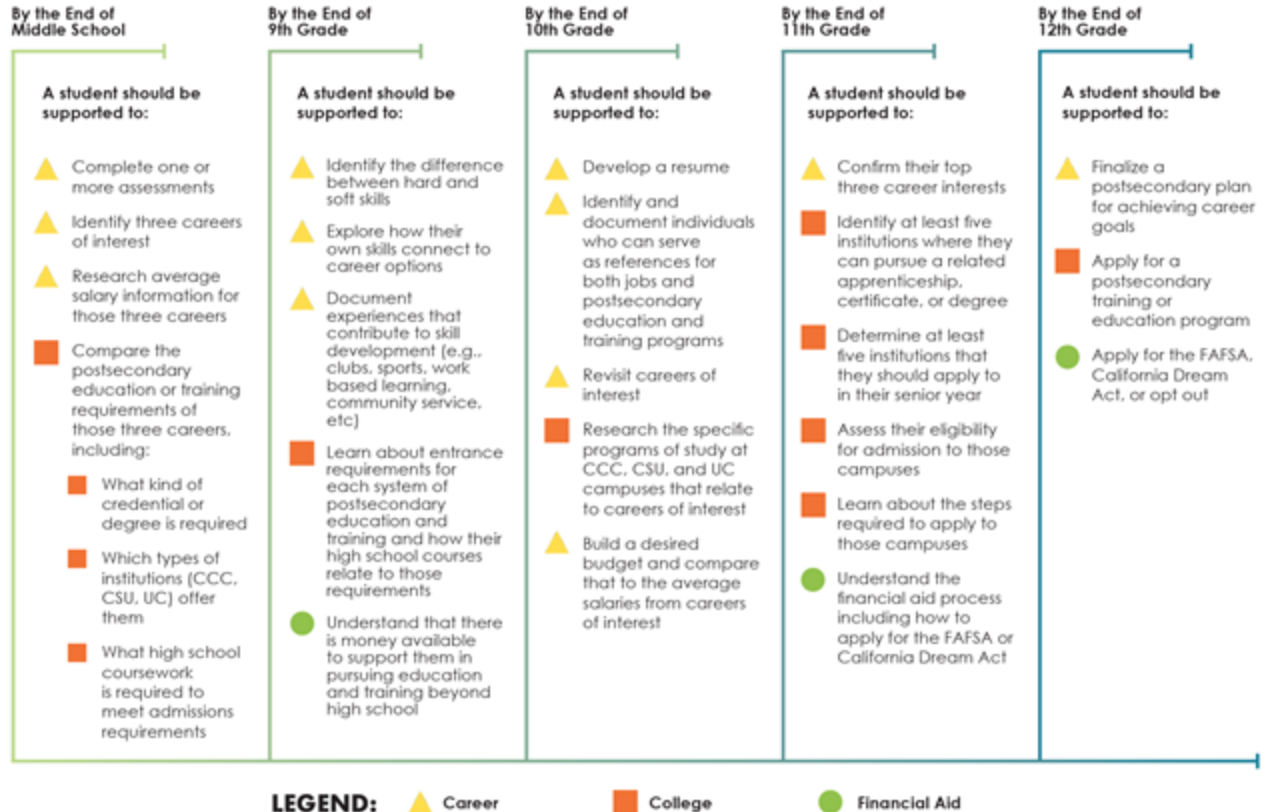 By the End of
Middle School
A student should be
supported to:
Complete one or
more assessments
Identify three careers
of interest
Research average
salary information for
those three careers
Compare the
postsecondary
education or training
requirements of
those three careers,
including:
What kind of
credential or
degree is required
Which types of
institutions (CCC,
CSU, UC) offer
them
What high school
coursework
is required to
meet admissions
requirements
By the End of
9th Grade
A student should be
supported to:
Identify the difference
between hard and
soft skills
Explore how their
own skills connect to
career options
Document
experiences that
contribute to skill
development (e.g.,
clubs, sports, work
based learning,
community service,
etc)
Learn about entrance
requirements for
each system of
postsecondary
education and
training and how their
high school courses
relate to those
requirements
Understand that there
is money available
to support them in
pursuing education
and training beyond
high school
By the End of
10th Grade
A student should be
supported to:
Develop a resume
Identify and
document individuals
who can serve
as references for
both jobs and
postsecondary
education and
training programs
Revisit careers of
interest
Research the specific
programs of study at
CCC, CSU, and UC
campuses that relate
to careers of interest
Build a desired
budget and compare
that to the average
salaries from careers
of interest
By the End of
11th Grade
A student should be
supported to:
Confirm their top
three career interests
Identify at least five
institutions where they
can pursue a related
apprenticeship,
certificate, or degree
Determine at least
five institutions that
they should apply to
in their senior year
Assess their eligibility
for admission to those
campuses
Learn about the steps
required to apply to
those campuses
Understand the
financial aid process
including how to
apply for the FAFSA or
California Dream Act
By the End of
12th Grade
A student should be
supported to:
Finalize a
postsecondary plan
for achieving career
goals
Apply for a
postsecondary
training or
education program
Apply for the FAFSA,
California Dream
Act, or opt out
LEGEND: Career College Financial Aid